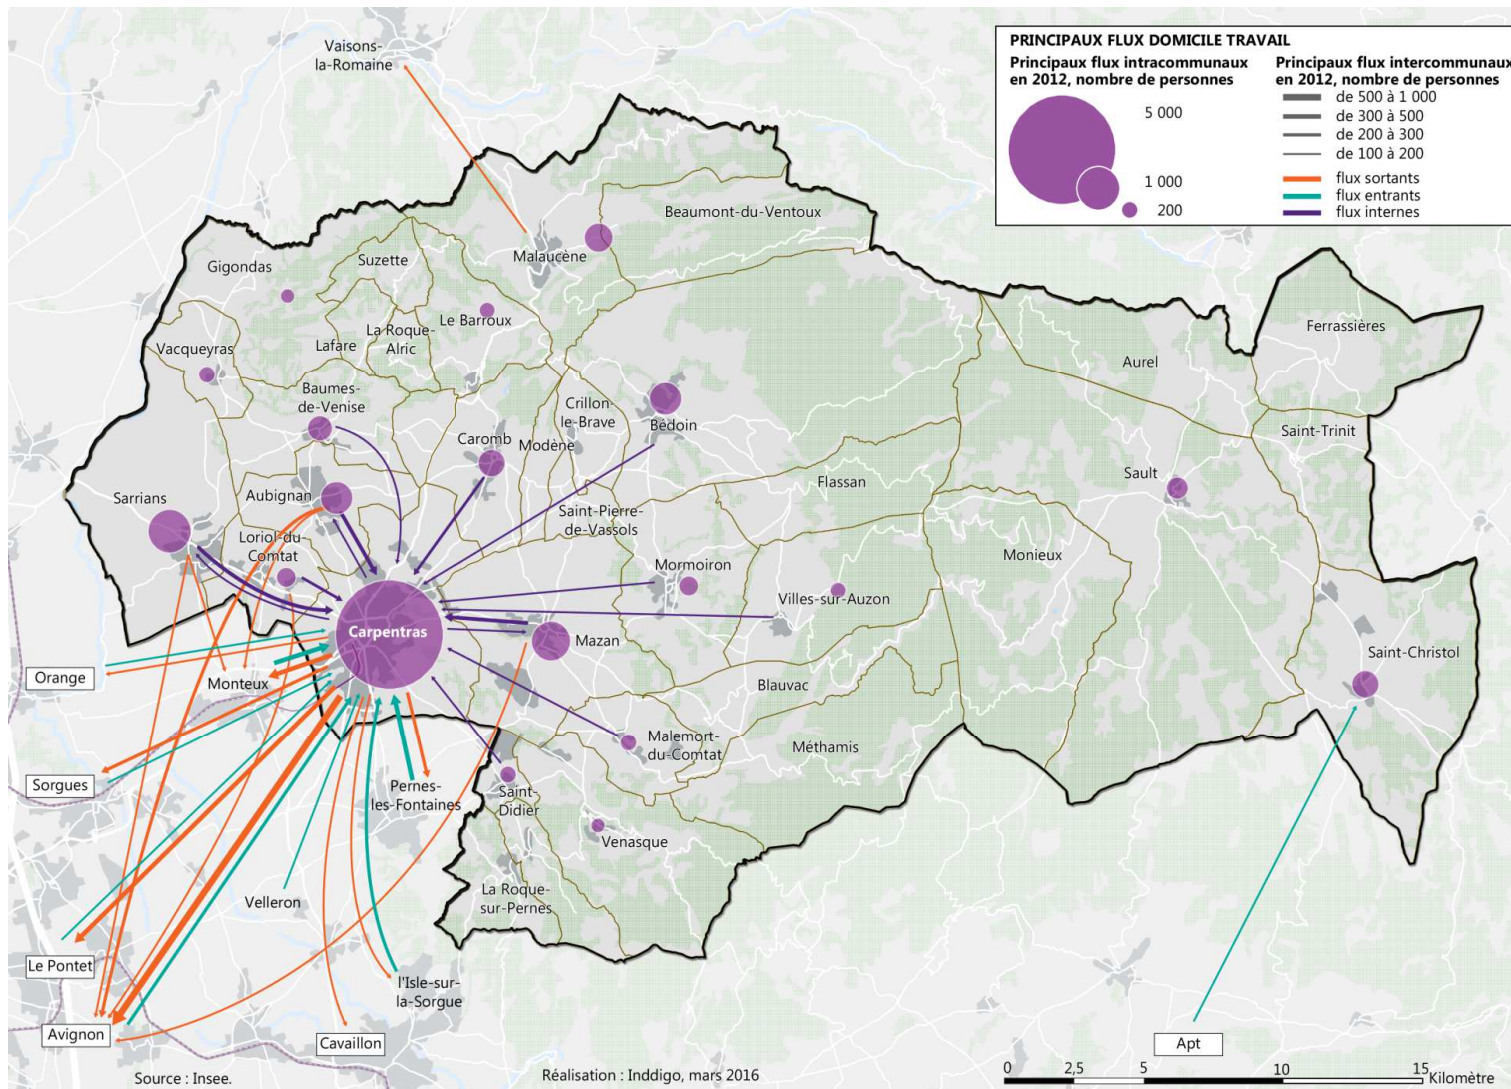 PRINCIPAUX FLUX DOMICILE TRAVAIL
Principaux flux intracommunaux
en 2012, nombre de personnes
5 000
1 000
200
Principaux flux intercommunaux
en 2012, nombre de personnes
de 500 à 1 000
de 300 à 500
de 200 à 300
de 100 à 200
flux sortants
flux entrants
flux internes
Vaisons-
la-Romaine
Beaumont-du-Ventoux
Malaucène
Gigondas
Suzette
Le Barroux
La Roque-
Alric
Lafare
Vacqueyras
Ferrassières
Aurel
Baumes-
de-Venise
Crillon-
le-Brave
Bédoin
Caromb
Modène
Saint-Trinit
Sault
Flassan
Sarrians
Aubignan
Saint-Pierre-
de-Vassols
Loriol-du-
Comtat
Monieux
Mormoiron
Villes-sur-Auzon
Carpentras
Mazan
Saint-Christol
Orange
Monteux
Blauvac
Malemort-
du-Comtat
Méthamis
Sorgues
Pernes-
les-Fontaines
Saint-
Didier
Venasque
Velleron
La Roque-
sur-Pernes
Le Pontet
l'Isle-sur-
la-Sorgue
Avignon
Cavaillon
Apt
Source : Insee.
Réalisation : Inddigo, mars 2016
0 2,5 5 10 15
Kilomètre